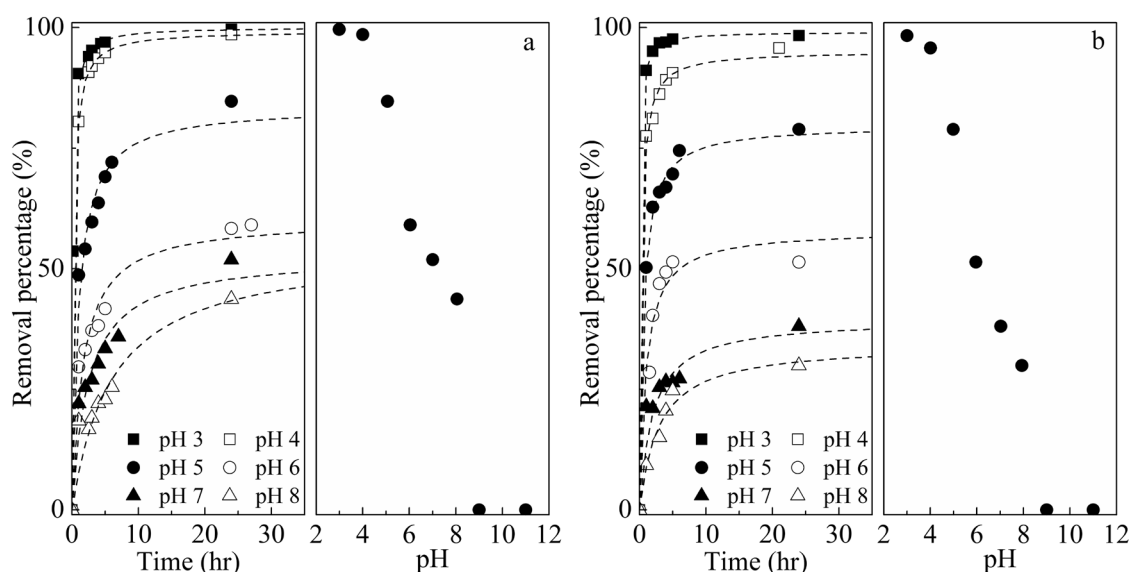 Removal percentage (%)
100
50
0
a
pH 3 pH 4
pH 5 pH 6
pH 7 pH 8
0 10 20 30
Time (hr)
2 4 6 8 10 12
pH
Removal percentage (%)
100
50
0
b
pH 3 pH 4
pH 5 pH 6
pH 7 pH 8
0 10 20 30
Time (hr)
2 4 6 8 10 12
pH